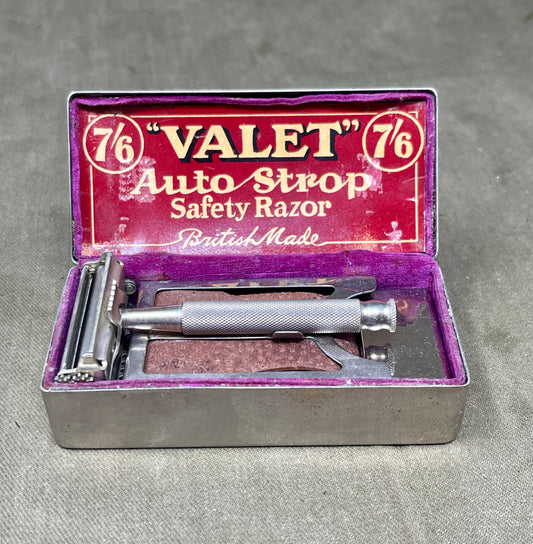 7/6 "VALET" 7/6
Auto Strop
Safety Razor
British Made